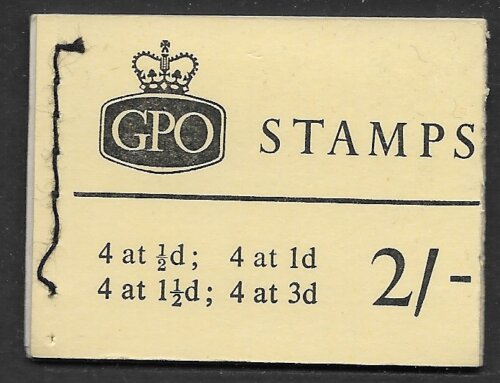 GPO
STAMPS
4 at ½d; 4 at 1d
4 at 1½d; 4 at 3d
2/-